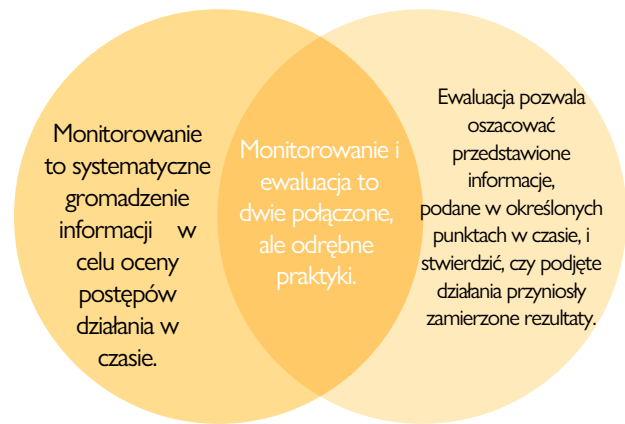 Monitorowanie
to systematyczne
gromadzenie
informacji w
celu oceny
postępów
działania w
czasie.
Monitorowanie i
ewaluacja to
dwie połączone,
ale odrębne
praktyki.
Ewaluacja pozwala
oszacować
przedstawione
informacje,
podane w określonych
punktach w czasie, i
stwierdzić, czy podjęte
działania przyniosły
zamierzone rezultaty.